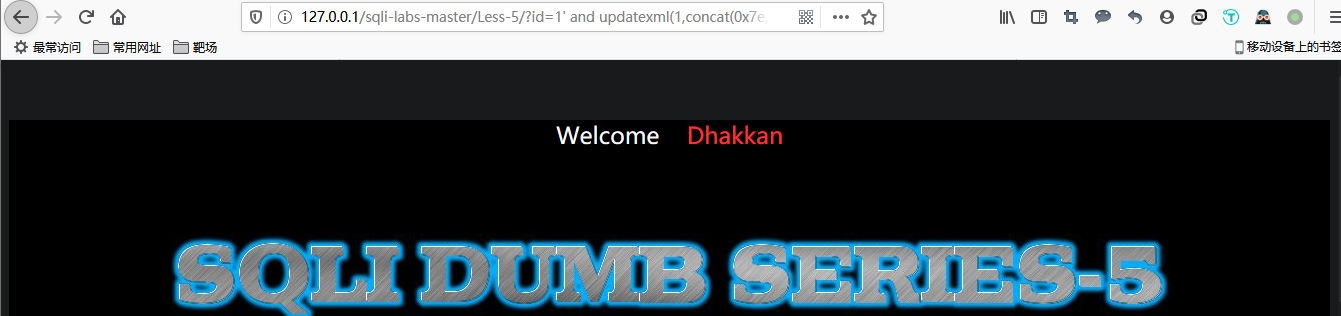 127.0.0.1/sqli-labs-master/Less-5/?id=1' and updatexml(1,concat(0x7e,
最常访问 常用网址 靶场 移动设备上的书签
Welcome Dhakkan
SQLI DUMB SERIES-5